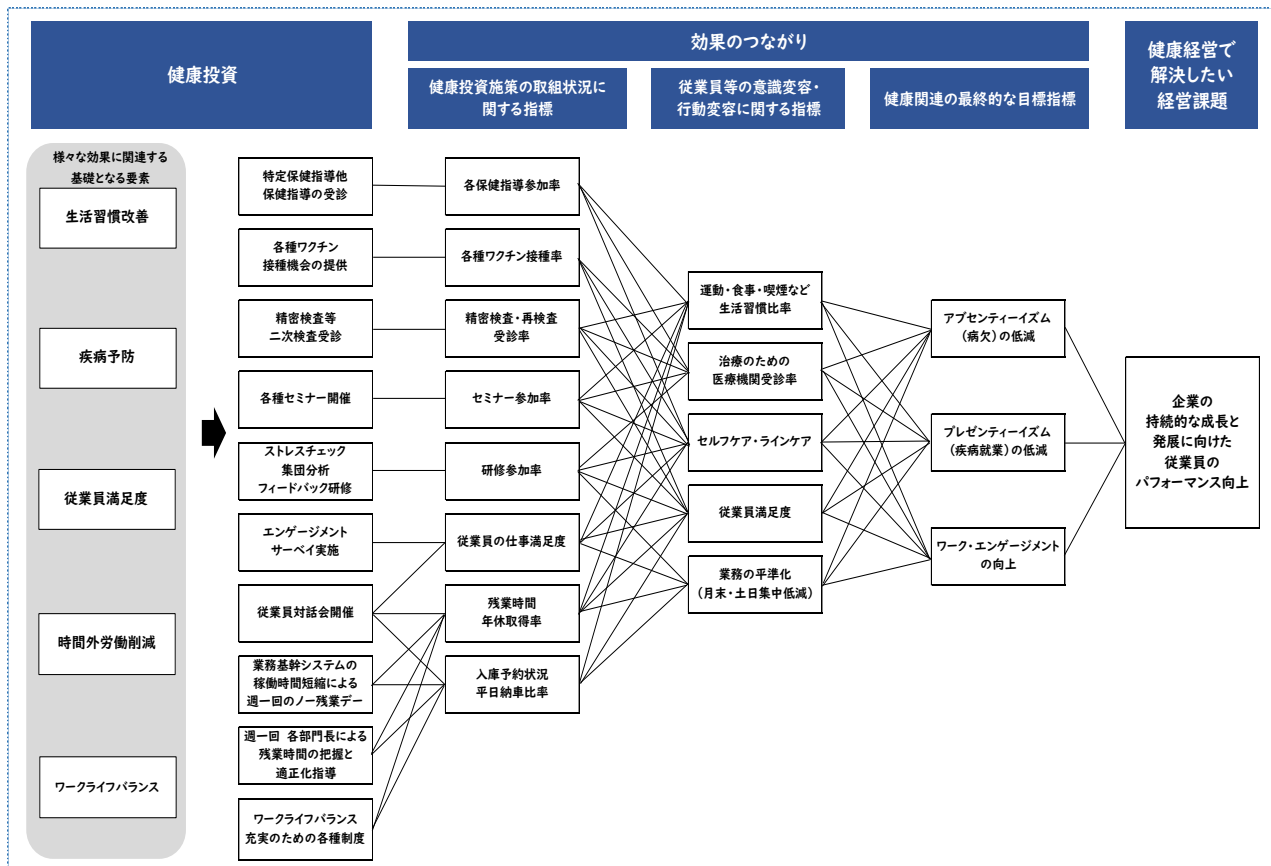 健康投資
効果のつながり
健康経営で
解決したい
経営課題
健康投資施策の取組状況に
関する指標
従業員等の意識変容・
行動変容に関する指標
健康関連の最終的な目標指標
様々な効果に関連する
基礎となる要素
生活習慣改善
疾病予防
従業員満足度
時間外労働削減
ワークライフバランス
特定保健指導他
保健指導の受診
各種ワクチン
接種機会の提供
精密検査等
二次検査受診
各種セミナー開催
ストレスチェック
集団分析
フィードバック研修
エンゲージメント
サーベイ実施
従業員対話会開催
業務基幹システムの
稼働時間短縮による
週一回のノー残業デー
週一回 各部門長による
残業時間の把握と
適正化指導
ワークライフバランス
充実のための各種制度
各保健指導参加率
各種ワクチン接種率
精密検査・再検査
受診率
セミナー参加率
研修参加率
従業員の仕事満足度
残業時間
年休取得率
入庫予約状況
平日納車比率
運動・食事・喫煙など
生活習慣比率
治療のための
医療機関受診率
セルフケア・ラインケア
従業員満足度
業務の平準化
(月末・土日集中低減)
アブセンティーイズム
(病欠)の低減
プレゼンティーイズム
(疾病就業)の低減
ワーク・エンゲージメント
の向上
企業の
持続的な成長と
発展に向けた
従業員の
パフォーマンス向上